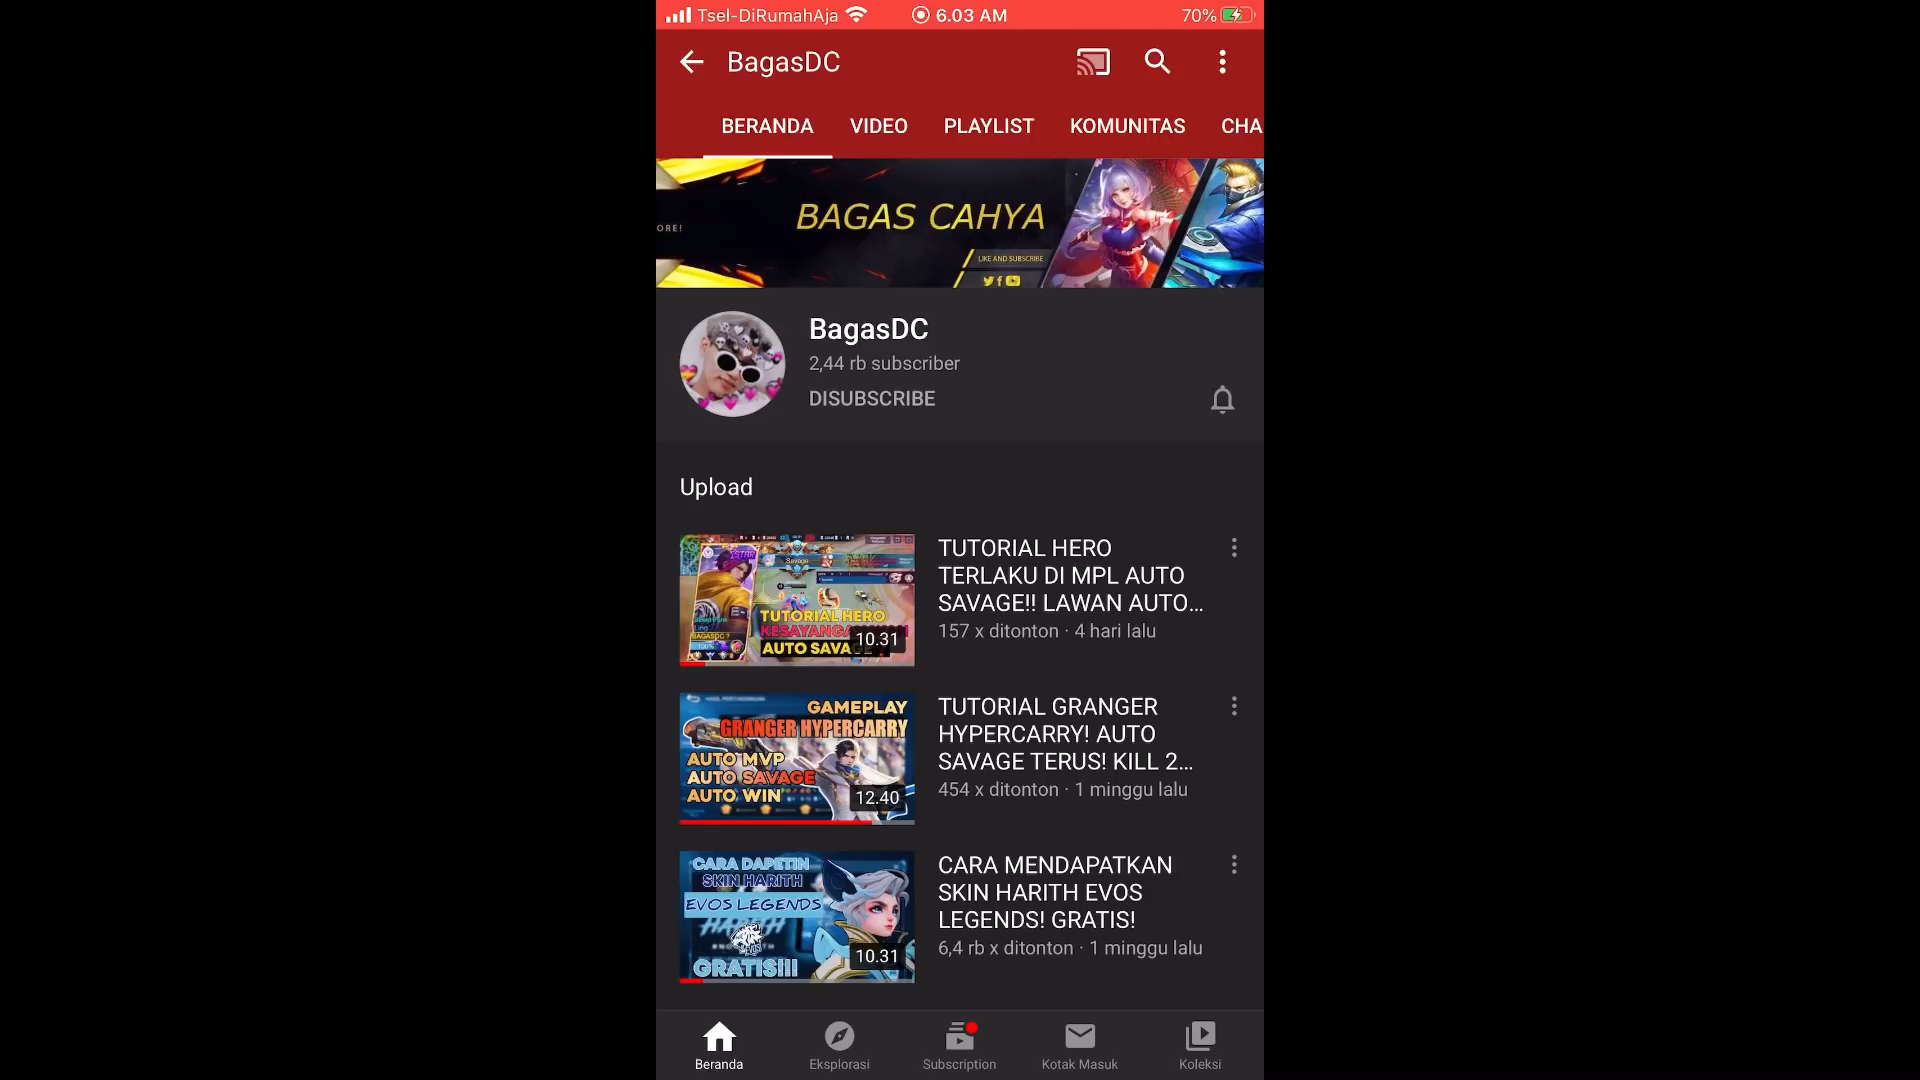 Tsel-DiRumahAja 6.03 AM 70%
BagasDC
BERANDA VIDEO PLAYLIST KOMUNITAS CHA
ORE!
BAGAS CAHYA
LIKE AND SUBSCRIBE
BagasDC
2,44 rb subscriber
DISUBSCRIBE
Upload
STAR
Savage
TUTORIAL HERO
AUTO SAVA
10.31
TUTORIAL HERO
TERLAKU DI MPL AUTO
SAVAGE!! LAWAN AUTO...
157 x ditonton · 4 hari lalu
GAMEPLAY
GRANGER HYPERCARRY
AUTO MVP
AUTO SAVAGE
AUTO WIN
12.40
TUTORIAL GRANGER
HYPERCARRY! AUTO
SAVAGE TERUS! KILL 2...
454 x ditonton · 1 minggu lalu
CARA DAPETIN
SKIN HARITH
EVOS LEGENDS
GRATIS!!!
10.31
CARA MENDAPATKAN
SKIN HARITH EVOS
LEGENDS! GRATIS!
6,4 rb x ditonton · 1 minggu lalu
Beranda Eksplorasi Subscription Kotak Masuk Koleksi